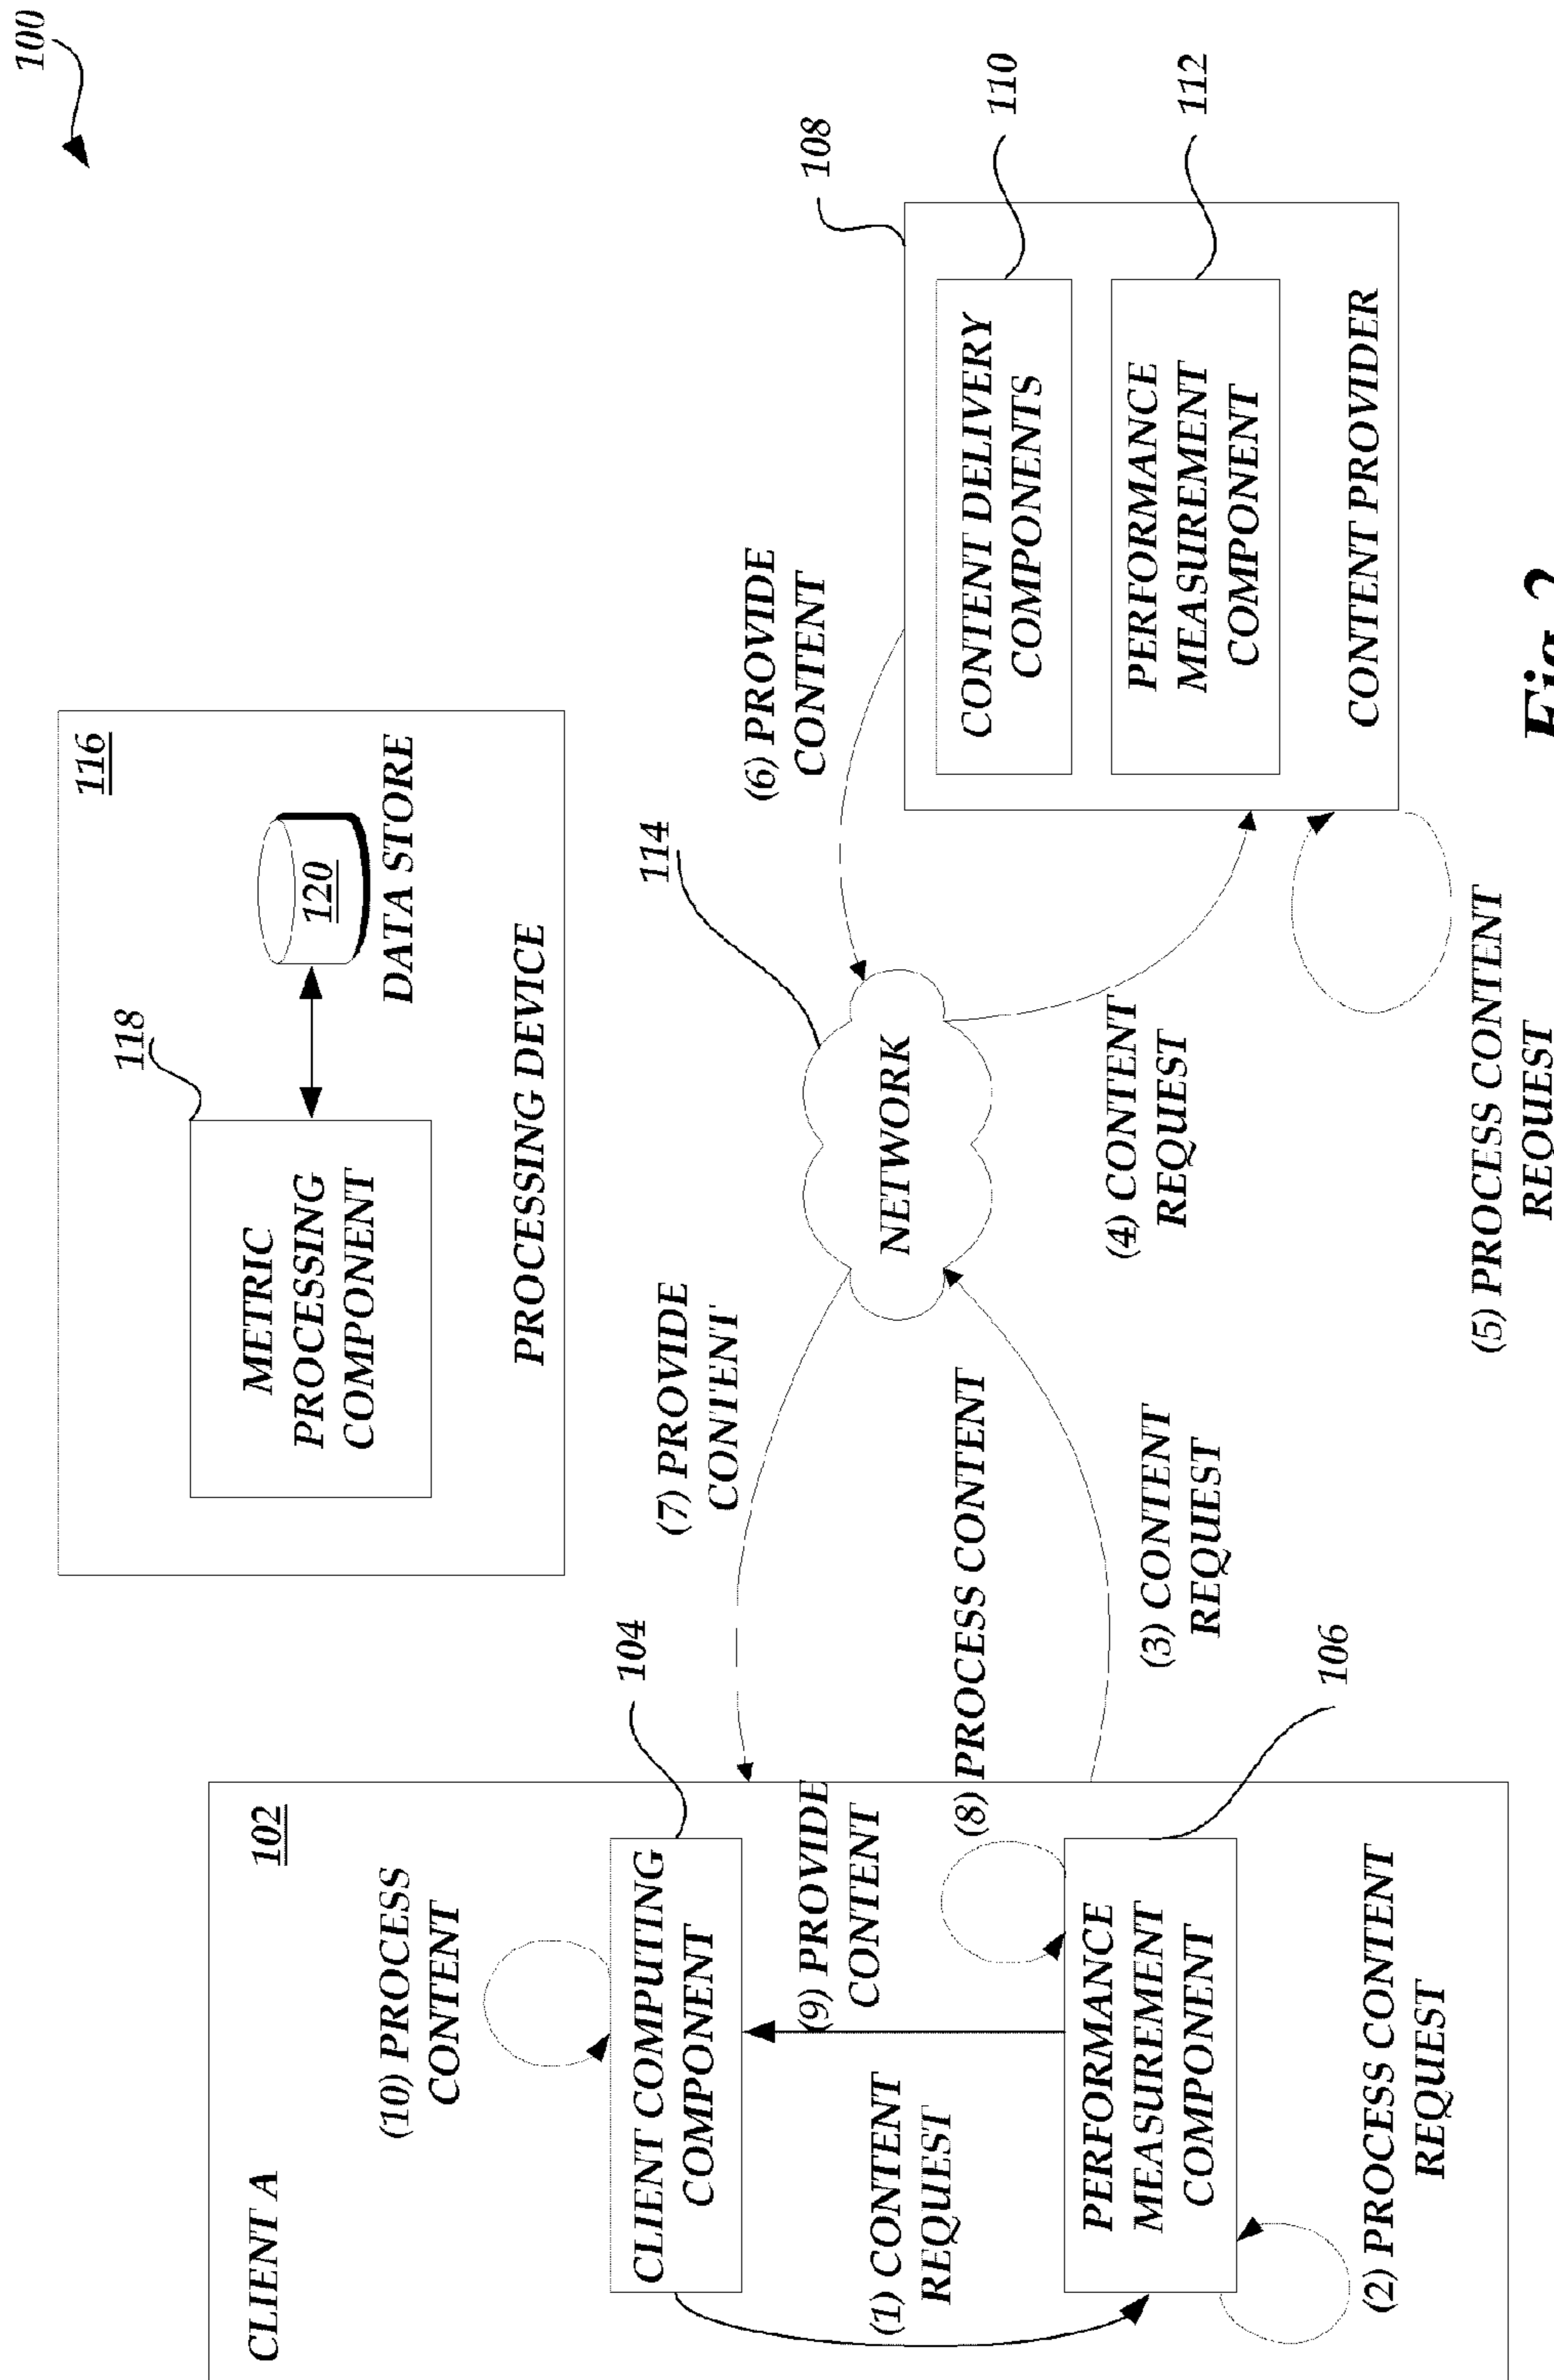 100
116
118
METRIC
PROCESSING
COMPONENT
120
DATA STORE
PROCESSING DEVICE
CLIENT A
102
(10) PROCESS
CONTENT
104
CLIENT COMPUTING
COMPONENT
(9) PROVIDE
CONTENT
(1) CONTENT
REQUEST
(8) PROCESS CONTENT
PERFORMANCE
MEASUREMENT
COMPONENT
106
(2) PROCESS CONTENT
REQUEST
(7) PROVIDE
CONTENT
(3) CONTENT
REQUEST
114
NETWORK
(6) PROVIDE
CONTENT
(4) CONTENT
REQUEST
108
CONTENT DELIVERY
COMPONENTS
110
PERFORMANCE
MEASUREMENT
COMPONENT
112
CONTENT PROVIDER
(5) PROCESS CONTENT
REQUEST
Fig.2.